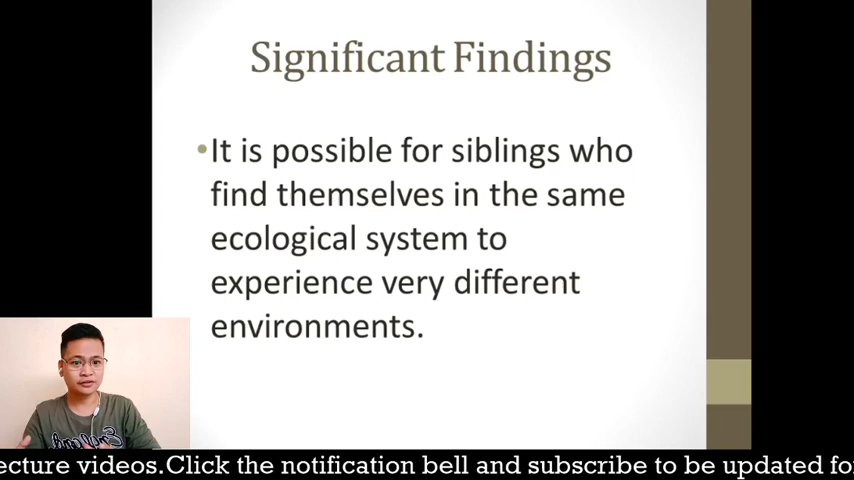 Significant Findings
•It is possible for siblings who
find themselves in the same
ecological system to
experience very different
environments.
ecture videos.Click the notification bell and subscribe to be updated for